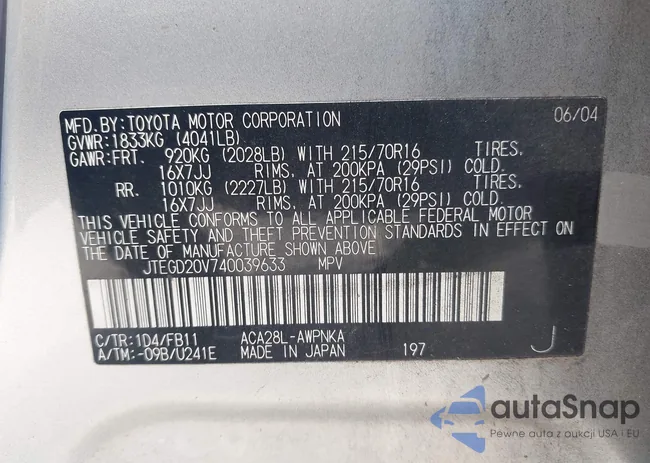 MFD.BY:TOYOTA MOTOR CORPORATION 06/04
GVWR:1833KG (4041LB)
GAWR:FRT. 920KG (2028LB) WITH 215/70R16 TIRES,
16X7JJ RIMS, AT 200KPA (29PSI) COLD.
RR. 1010KG (2227LB) WITH 215/70R16 TIRES,
16X7JJ RIMS, AT 200KPA (29PSI) COLD.
THIS VEHICLE CONFORMS TO ALL APPLICABLE FEDERAL MOTOR
VEHICLE SAFETY AND THEFT PREVENTION STANDARDS IN EFFECT ON
THE DATE OF MANUFACTURE SHOWN ABOVE
JTEGD20V740039633 MPV
C/TR:1D4/FB11 ACA28L-AWPNKA
A/TM:-09B/U241E MADE IN JAPAN 197 J
autaSnap
Pewne auta z aukcji USA i EU